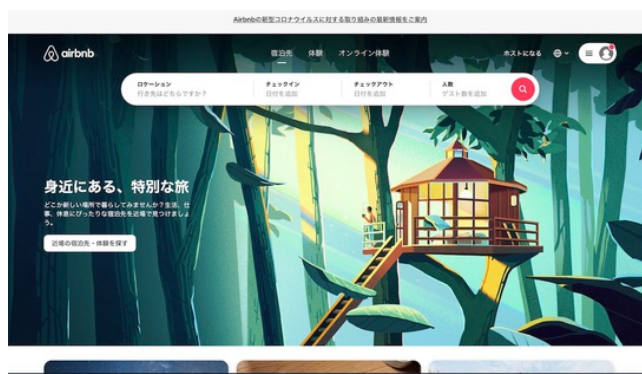 Airbnbの新型コロナウイルスに対する取り組みの最新情報をご案内
airbnb
宿泊先 体験 オンライン体験
ホストになる
ロケーション チェックイン チェックアウト 人数
行き先はどちらですか？ 日付を追加 日付を追加 ゲスト数を追加
身近にある、特別な旅
どこか新しい場所で暮らしてみませんか？生活、仕
事、休息にぴったりな宿泊先を近場で見つけましょ
う。
近場の宿泊先・体験を探す